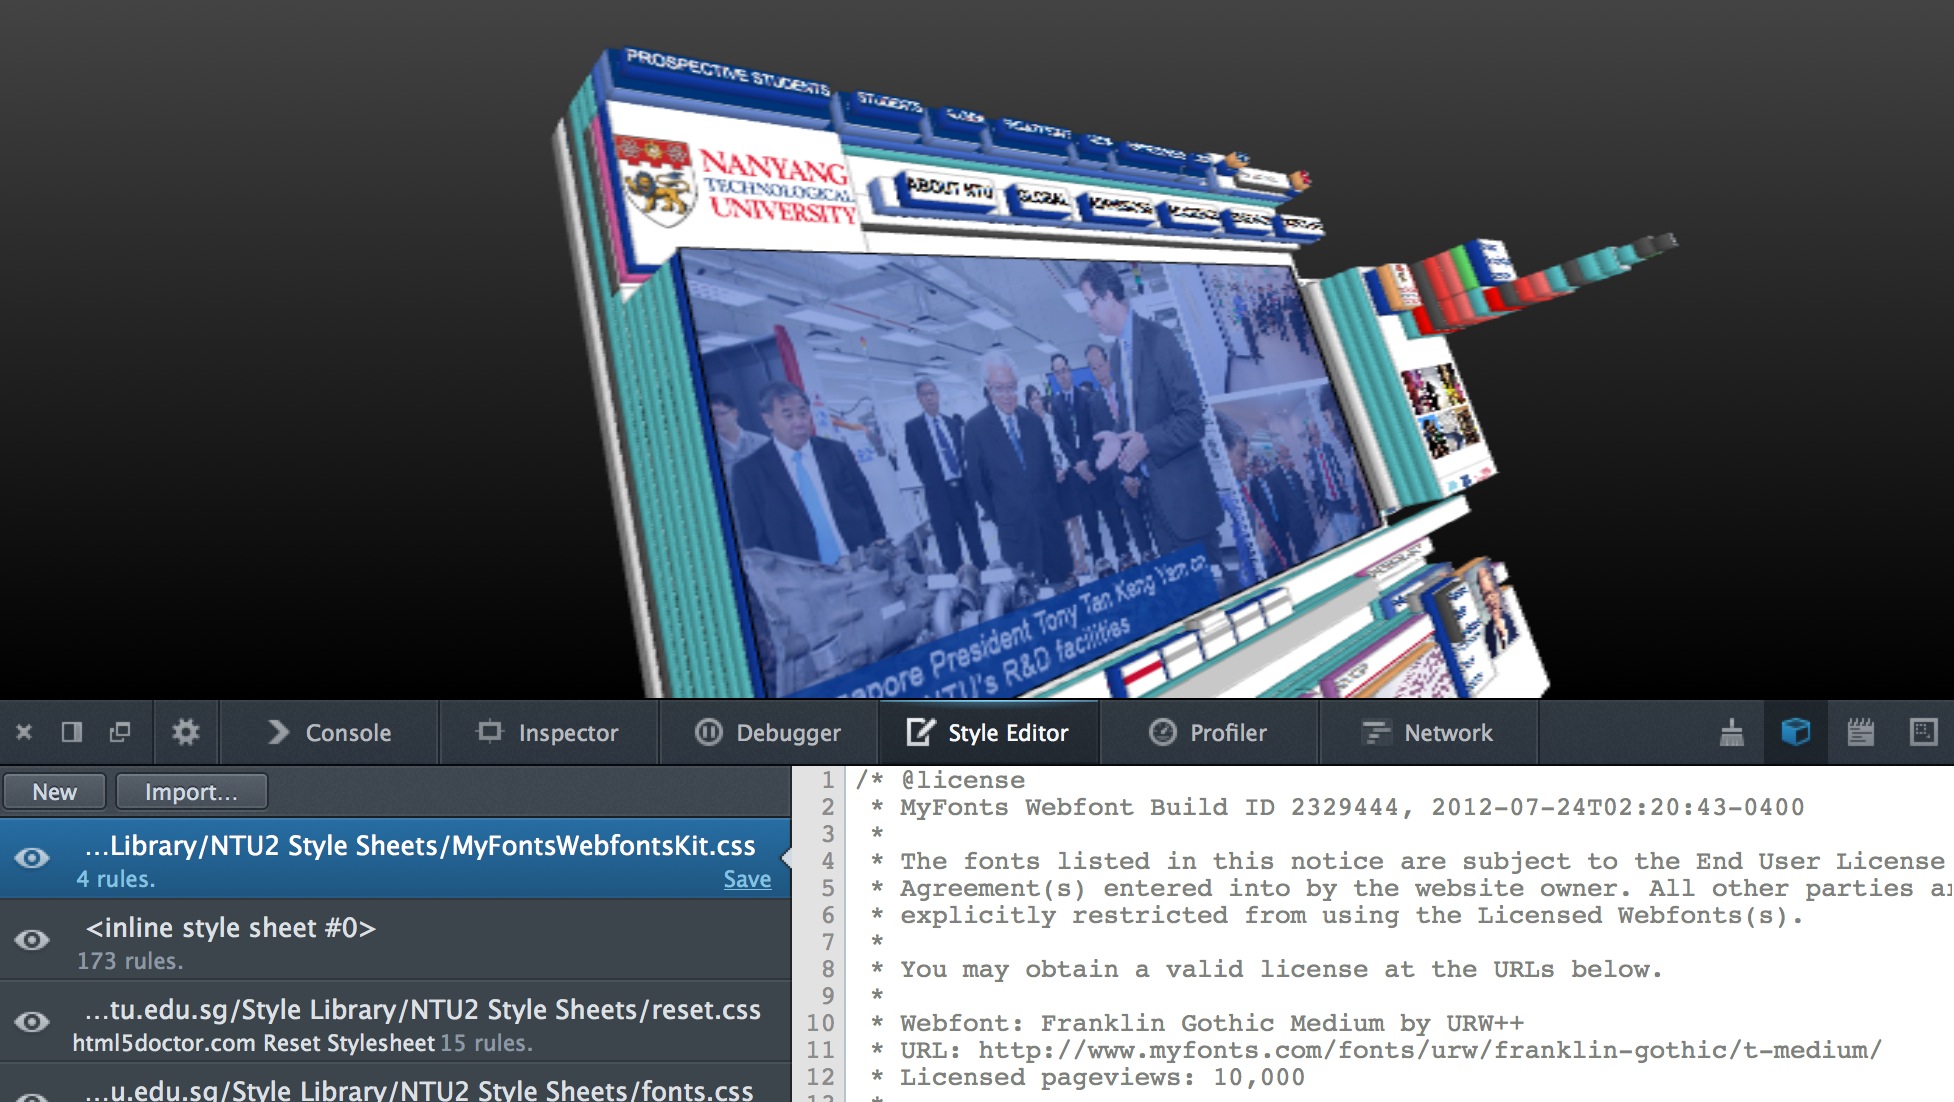 PROSPECTIVE STUDENTS
STUDENTS
NANYANG
TECHNOLOGICAL
UNIVERSITY
ABOUT NTU
GLOBAL
ADMISSIONS
President Tony Tan Keng Yam on
NTU's R&D facilities
Console
Inspector
Debugger
Style Editor
Profiler
Network
New
Import...
...Library/NTU2 Style Sheets/MyFontsWebfontsKit.css
4 rules.
Save
<inline style sheet #0>
173 rules.
...tu.edu.sg/Style Library/NTU2 Style Sheets/reset.css
html5doctor.com Reset Stylesheet 15 rules.
...u.edu.sg/Style Library/NTU2 Style Sheets/fonts.css
1 /* @license
2 * MyFonts Webfont Build ID 2329444, 2012-07-24T02:20:43-0400
3 *
4 * The fonts listed in this notice are subject to the End User License
5 * Agreement(s) entered into by the website owner. All other parties ar
6 * explicitly restricted from using the Licensed Webfonts(s).
7 *
8 * You may obtain a valid license at the URLs below.
9 *
10 * Webfont: Franklin Gothic Medium by URW++
11 * URL: http://www.myfonts.com/fonts/urw/franklin-gothic/t-medium/
12 * Licensed pageviews: 10,000
13 *